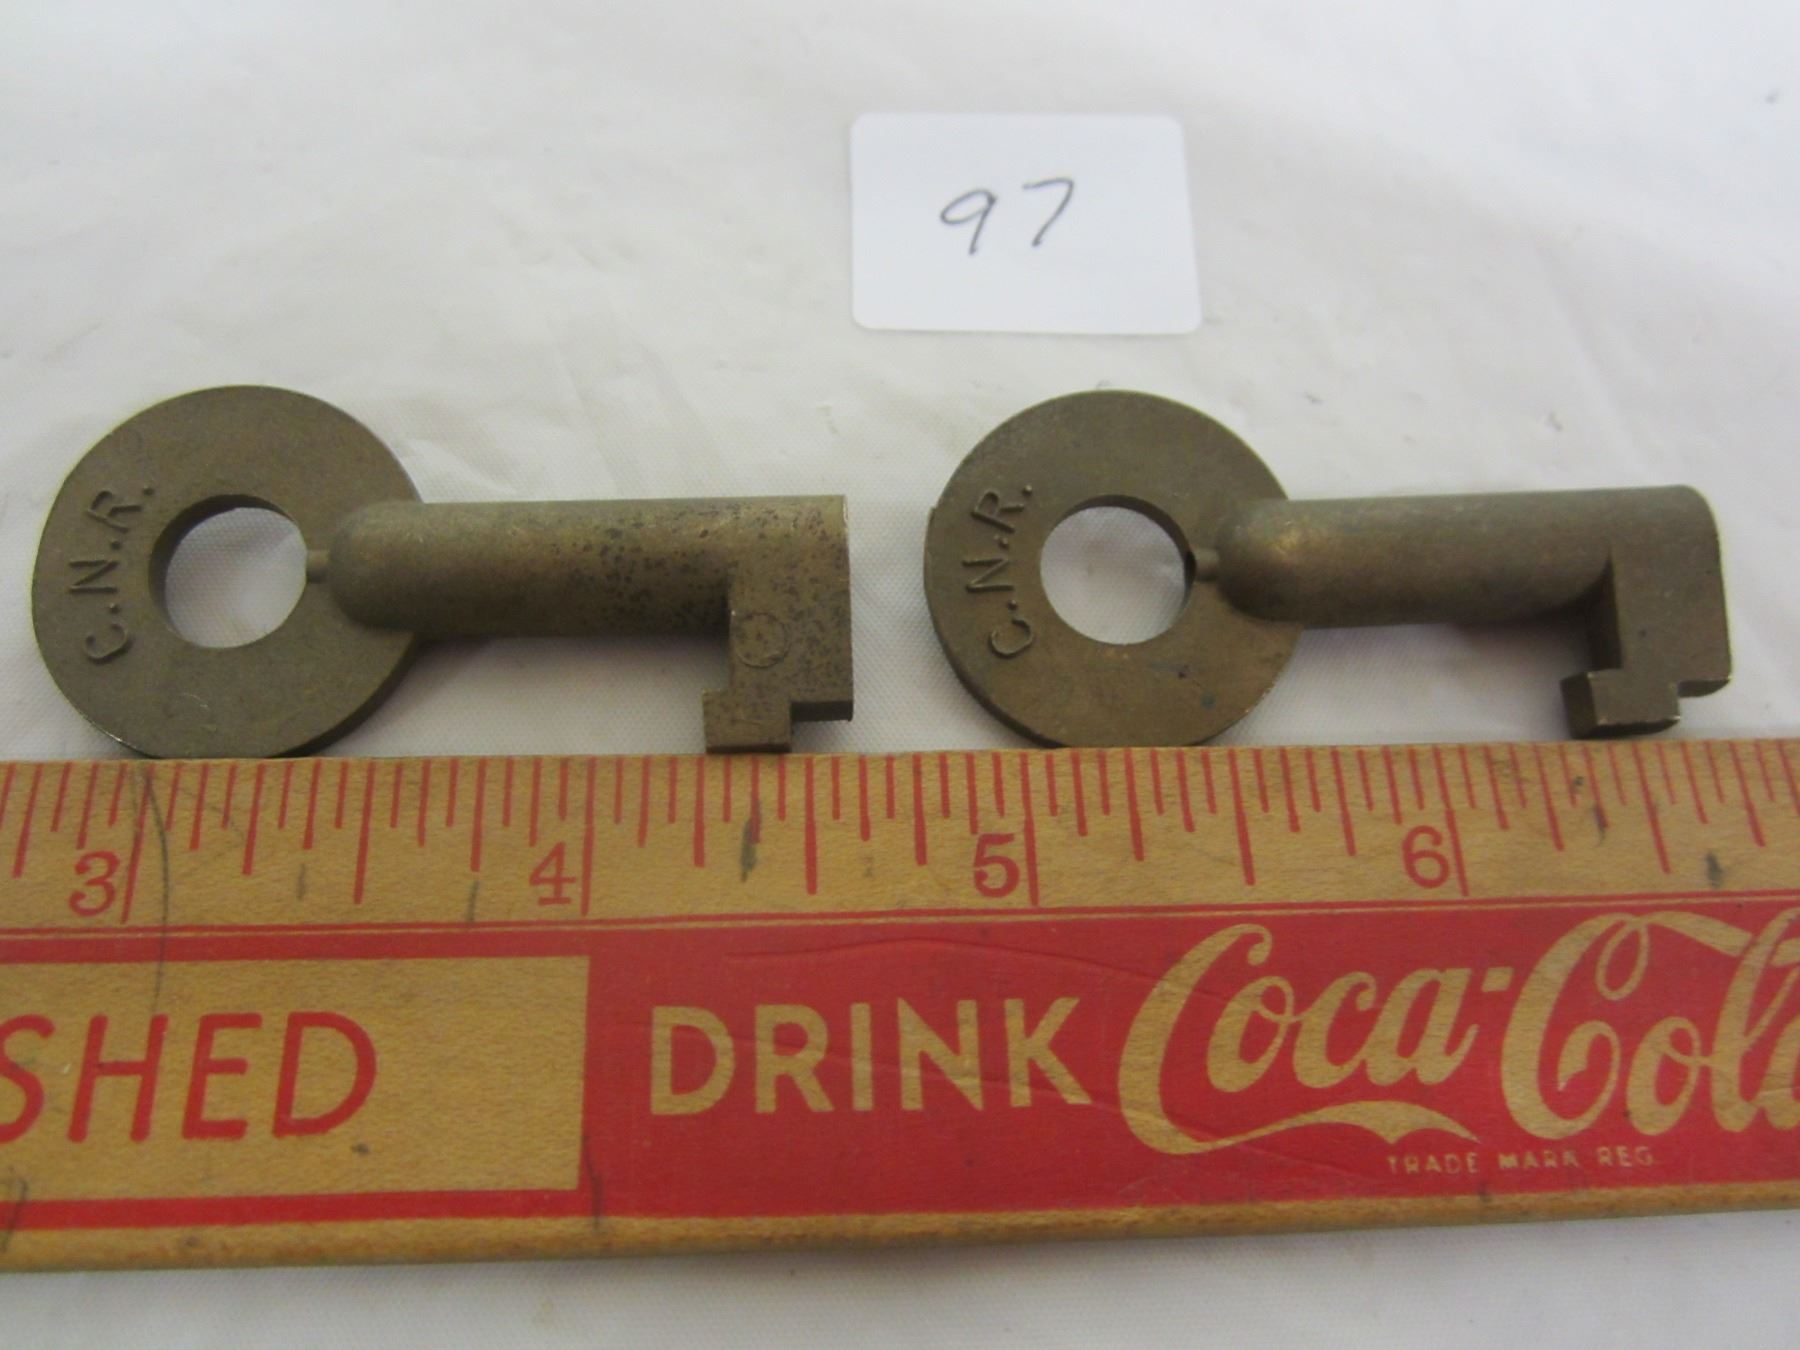 97
C.N.R.
C.N.R.
3 4 5 6
SHED
DRINK Coca-Cola
TRADE MARK REG